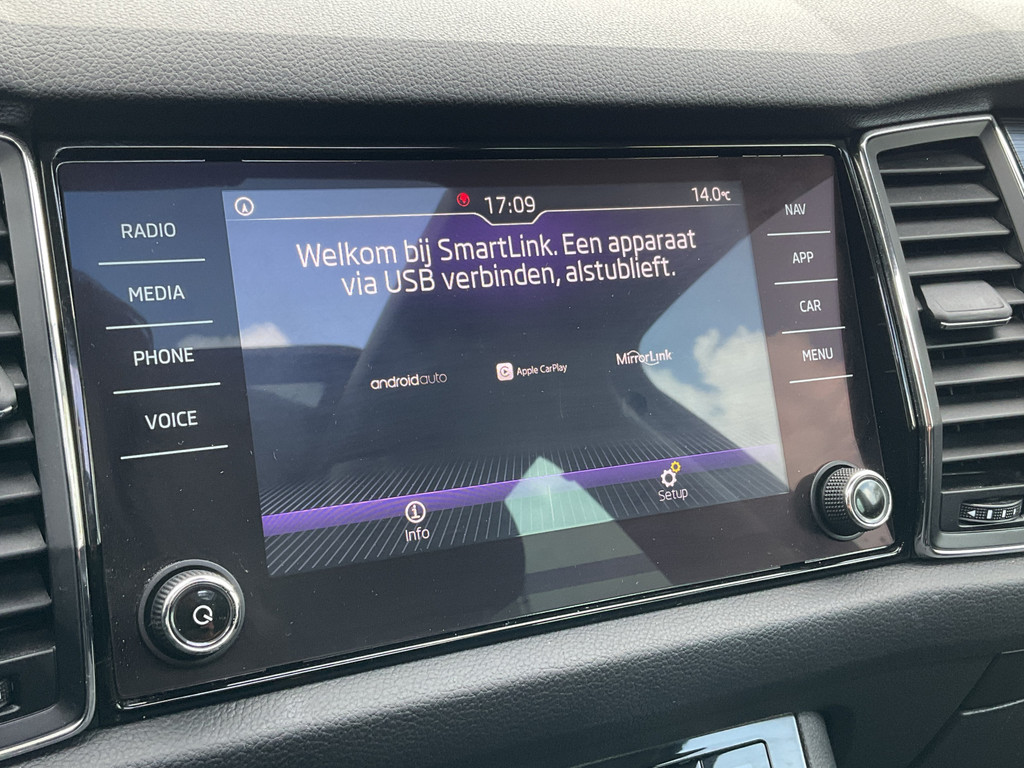 17:09
14.0°C
RADIO
MEDIA
PHONE
VOICE
Welkom bij SmartLink. Een apparaat
via USB verbinden, alstublieft.
androidauto
Apple CarPlay
MirrorLink
Info
Setup
NAV
APP
CAR
MENU